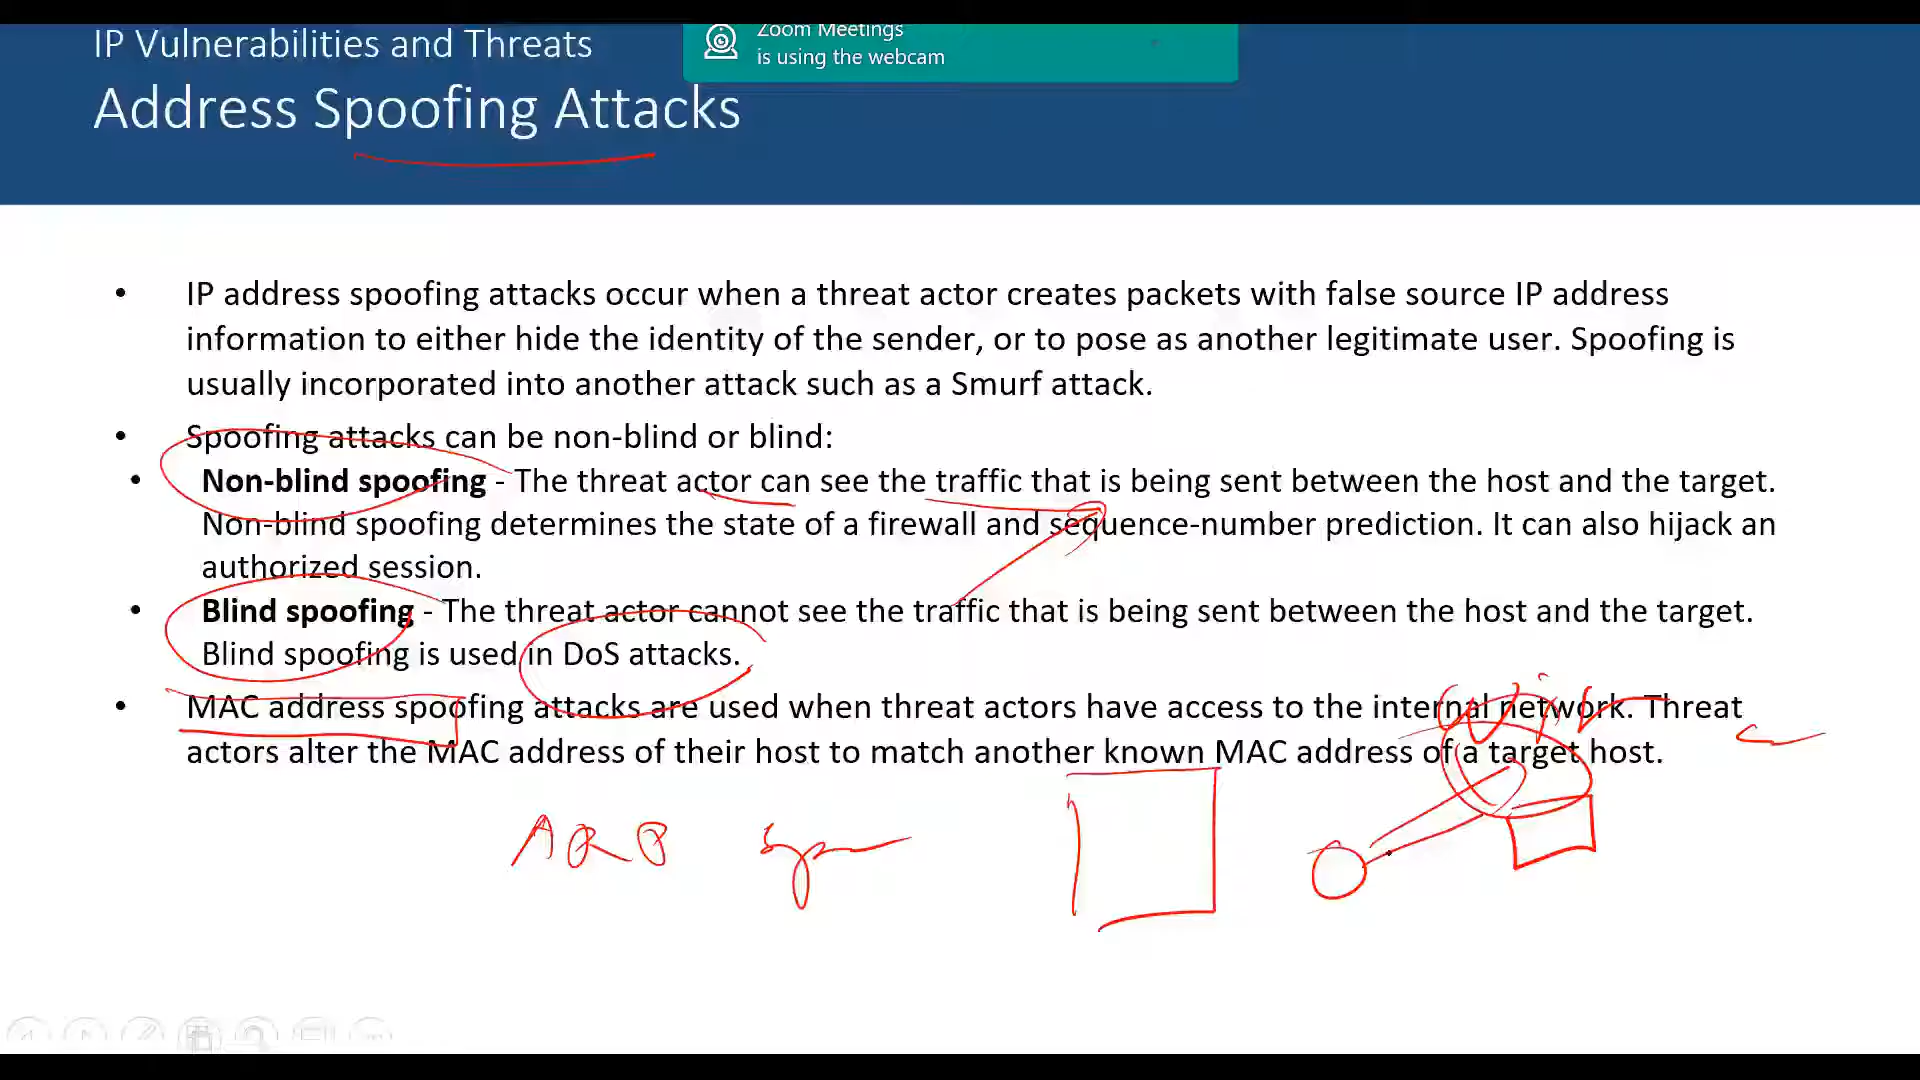 Zoom Meetings
is using the webcam
IP Vulnerabilities and Threats
Address Spoofing Attacks
• IP address spoofing attacks occur when a threat actor creates packets with false source IP address
information to either hide the identity of the sender, or to pose as another legitimate user. Spoofing is
usually incorporated into another attack such as a Smurf attack.
• Spoofing attacks can be non-blind or blind:
• Non-blind spoofing - The threat actor can see the traffic that is being sent between the host and the target.
Non-blind spoofing determines the state of a firewall and sequence-number prediction. It can also hijack an
authorized session.
• Blind spoofing - The threat actor cannot see the traffic that is being sent between the host and the target.
Blind spoofing is used in DoS attacks.
• MAC address spoofing attacks are used when threat actors have access to the internal network. Threat
actors alter the MAC address of their host to match another known MAC address of a target host.
ARP